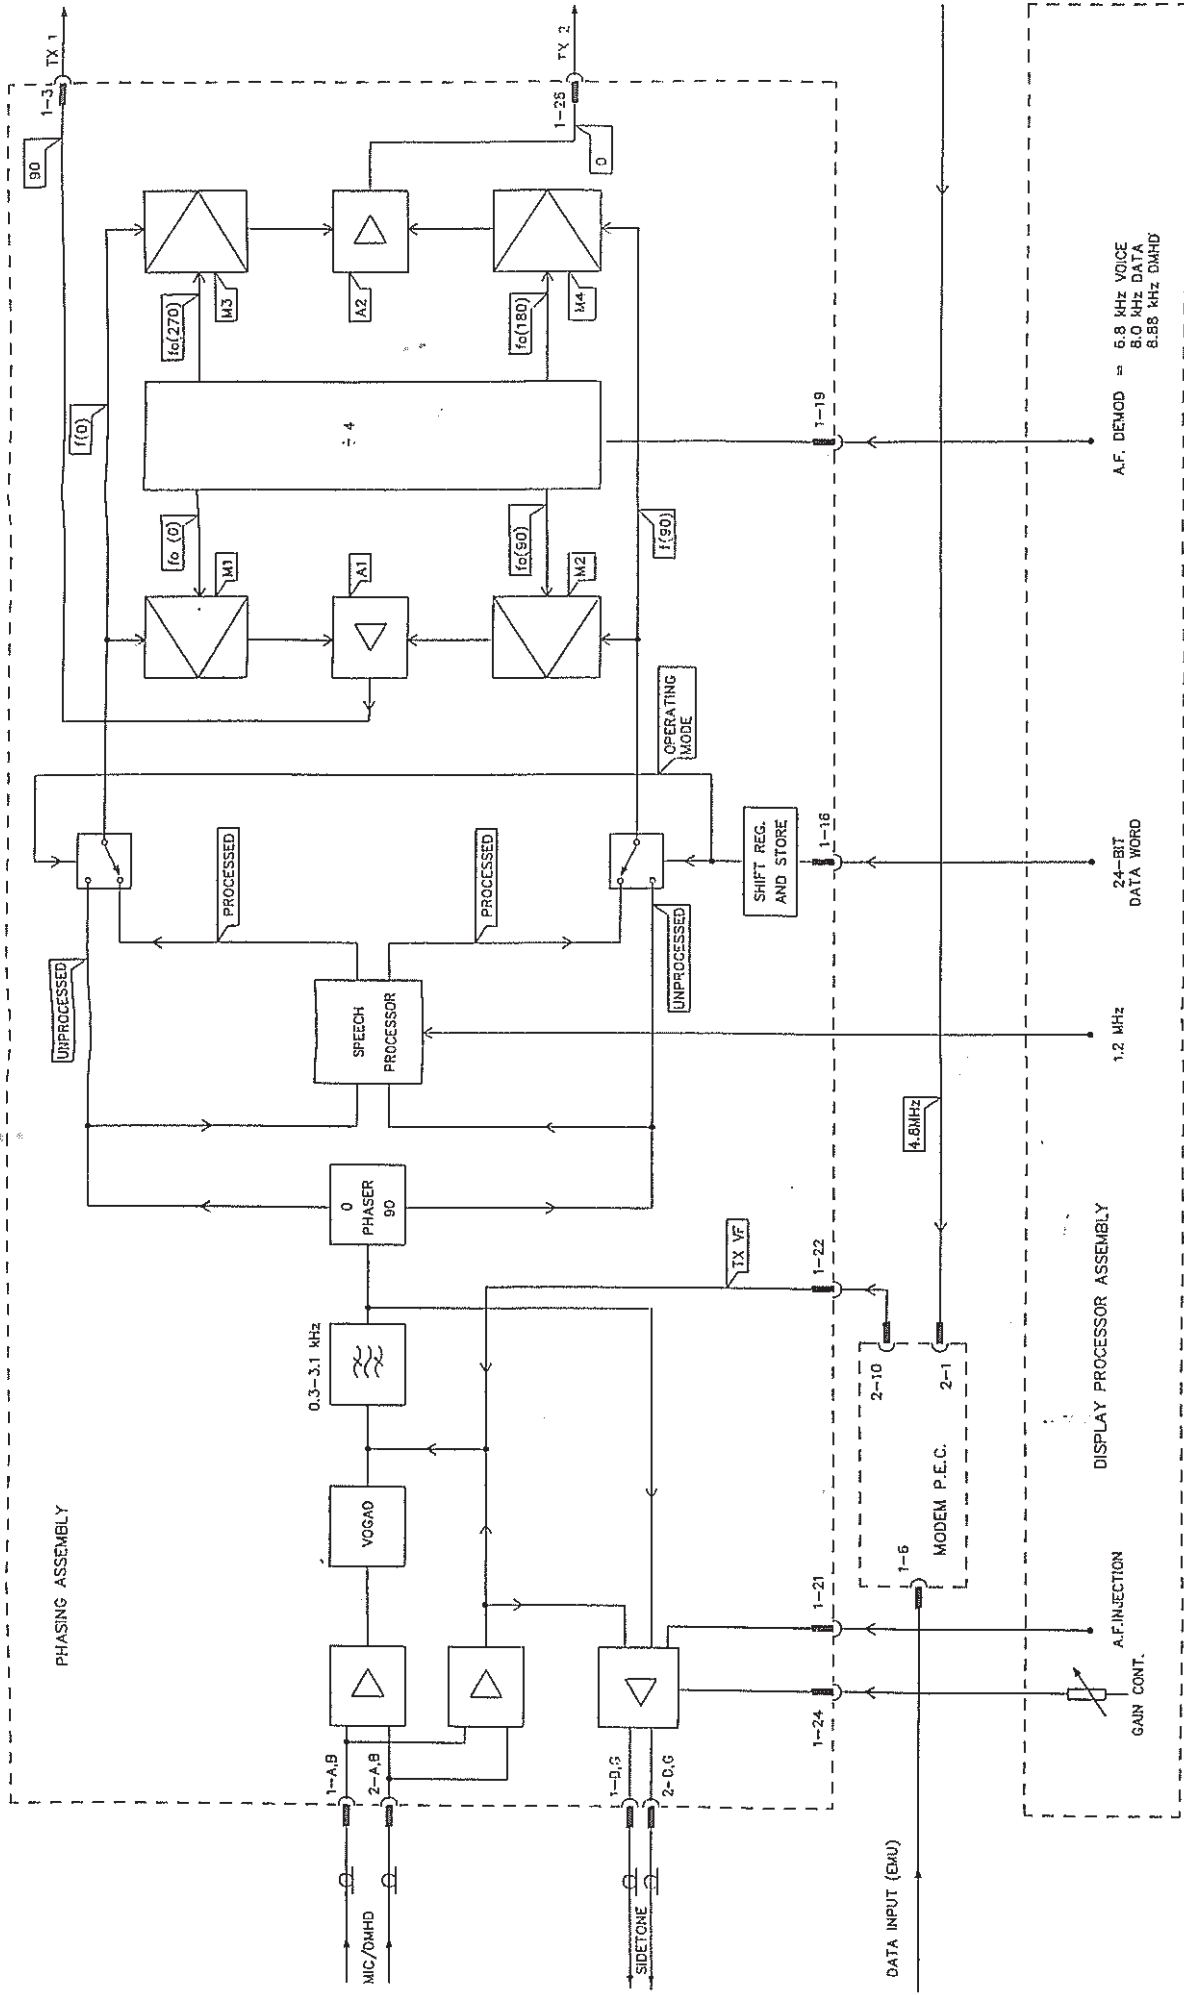 PHASING ASSEMBLY
MIC/DMHD
1-A,B
2-A,B
VOGAD
0.3-3.1 kHz
0
PHASER
90
UNPROCESSED
SPEECH
PROCESSOR
PROCESSED
PROCESSED
UNPROCESSED
OPERATING
MODE
SHIFT REG.
AND STORE
1-16
f(0)
f(90)
M1
fo (0)
A1
fo(90)
M2
÷ 4
fo(270)
M3
A2
fo(180)
M4
90
1-3
TX 1
0
1-28
TX 2
1-19
SIDETONE
1-D,G
2-D,G
1-24
1-21
TX VF
1-22
DATA INPUT (EMU)
1-6
MODEM P.E.C.
2-10
2-1
4.8MHz
DISPLAY PROCESSOR ASSEMBLY
GAIN CONT.
A.F.INJECTION
1.2 MHz
24-BIT
DATA WORD
A.F. DEMOD = 6.8 kHz VOICE
8.0 kHz DATA
8.88 kHz DMHD